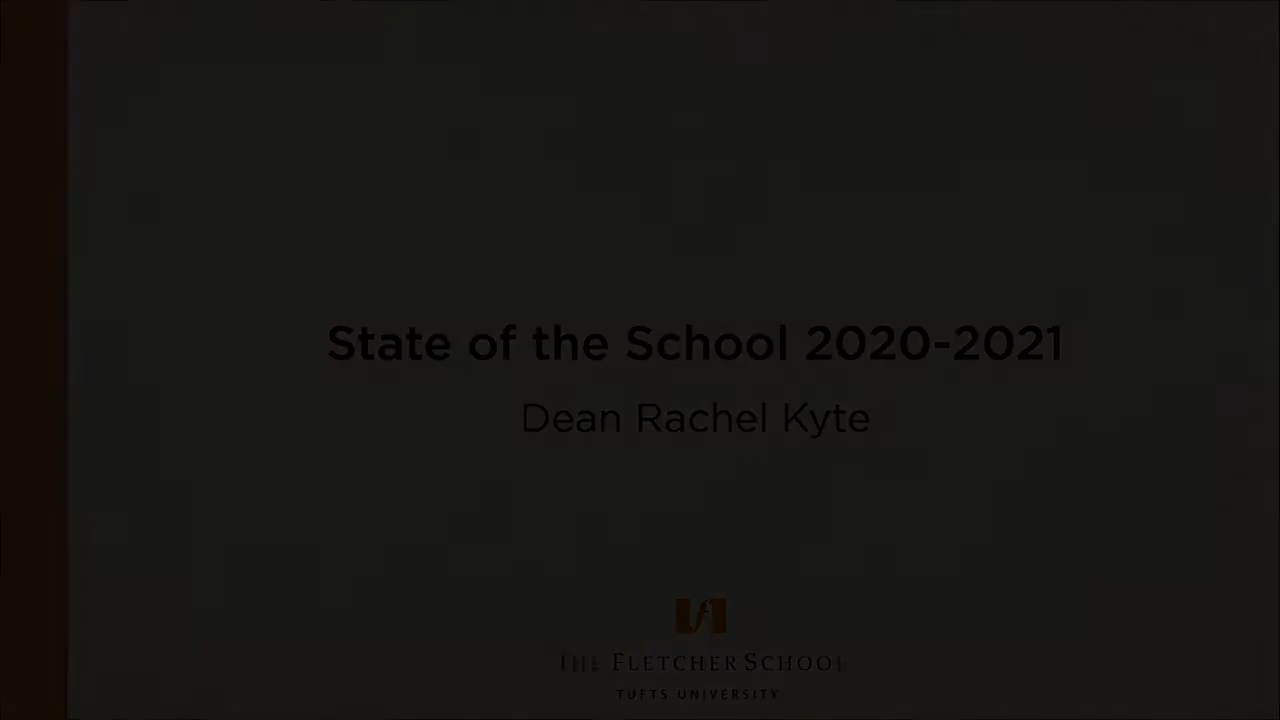 State of the School 2020-2021
Dean Rachel Kyte
THE FLETCHER SCHOOL
TUFTS UNIVERSITY